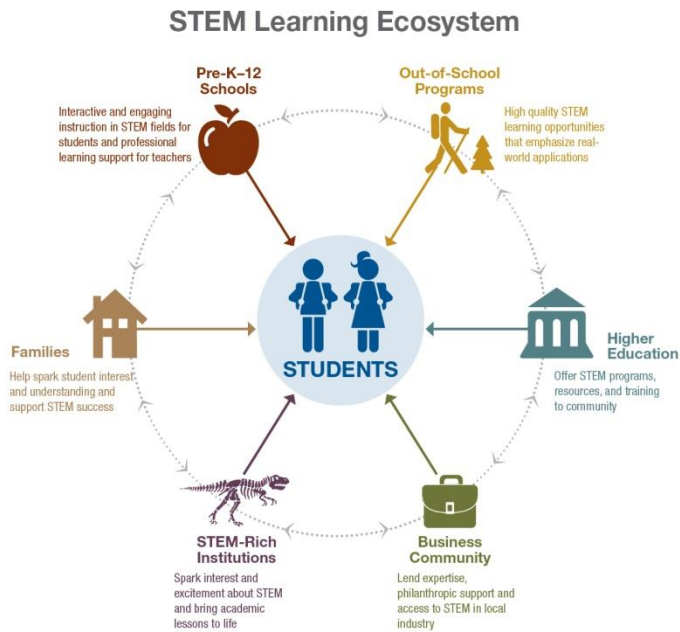 STEM Learning Ecosystem
Pre-K–12
Schools
Interactive and engaging
instruction in STEM fields for
students and professional
learning support for teachers
Out-of-School
Programs
High quality STEM
learning opportunities
that emphasize real-
world applications
Families
Help spark student interest
and understanding and
support STEM success
STUDENTS
Higher
Education
Offer STEM programs,
resources, and training
to community
STEM-Rich
Institutions
Spark interest and
excitement about STEM
and bring academic
lessons to life
Business
Community
Lend expertise,
philanthropic support and
access to STEM in local
industry